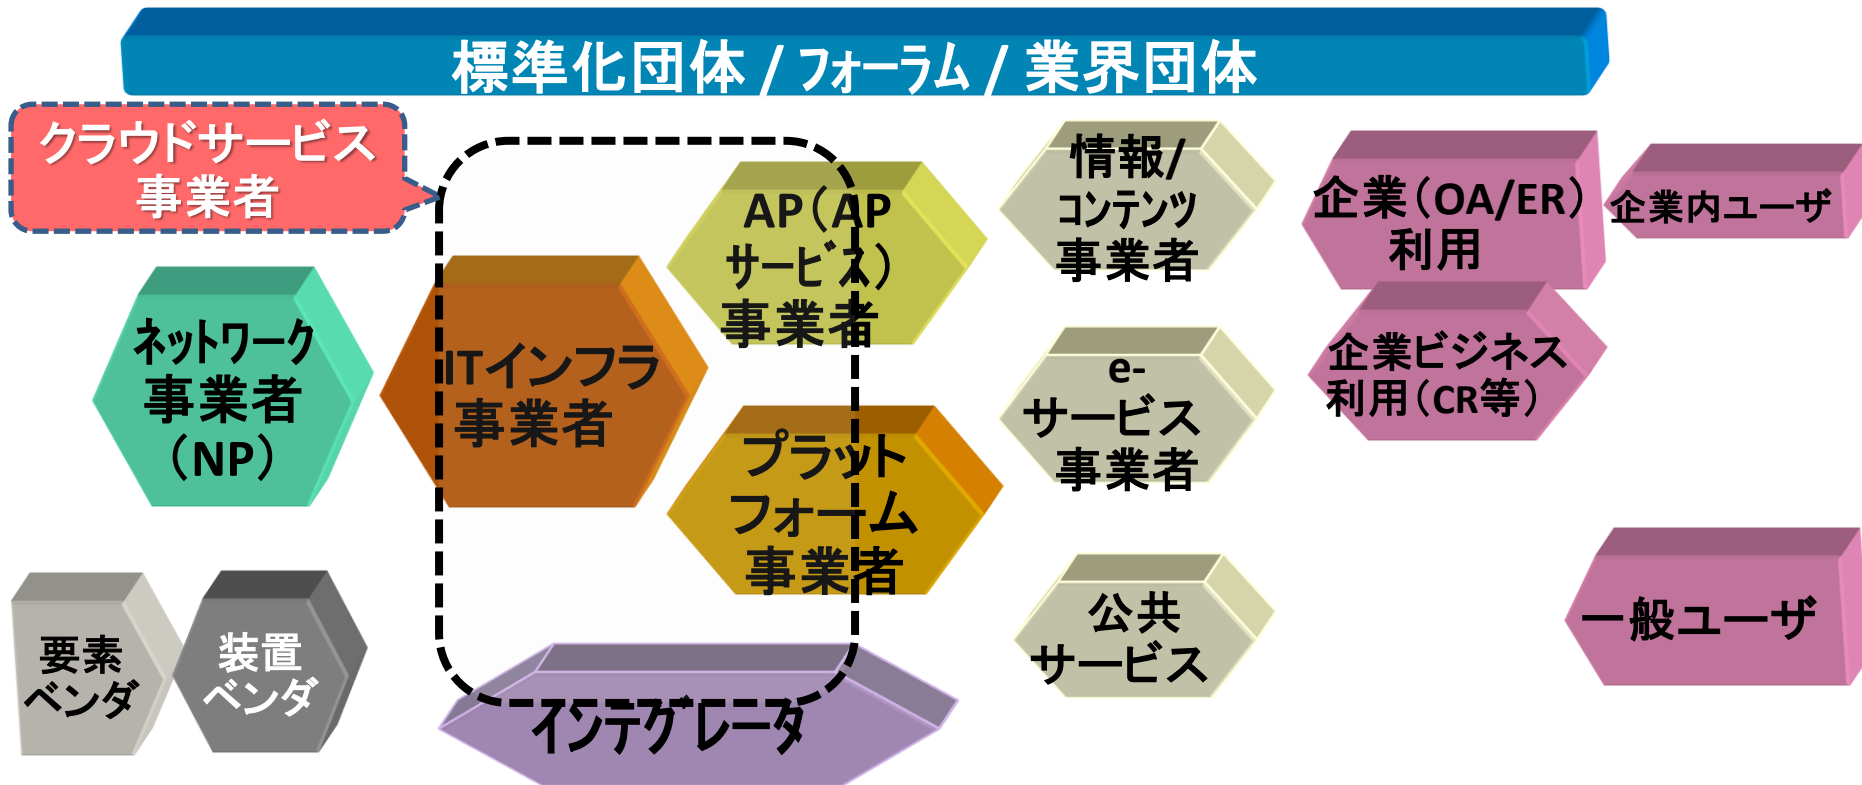 標準化団体 / フォーラム / 業界団体
クラウドサービス
事業者
ネットワーク
事業者
（NP）
要素
ベンダ
装置
ベンダ
ITインフラ
事業者
AP（AP
サービス）
事業者
プラット
フォーム
事業者
インテグレータ
情報/
コンテンツ
事業者
e-
サービス
事業者
公共
サービス
企業（OA/ER）
利用
企業ビジネス
利用（CR等）
企業内ユーザ
一般ユーザ